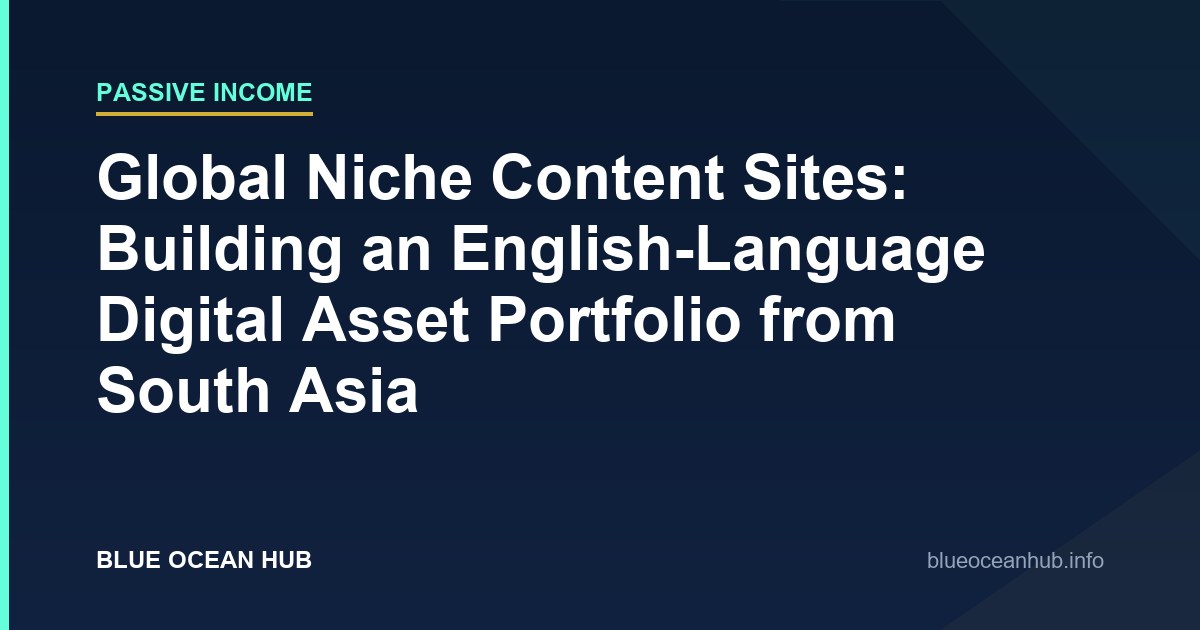 PASSIVE INCOME
Global Niche Content Sites:
Building an English-Language
Digital Asset Portfolio from
South Asia
BLUE OCEAN HUB
blueoceanhub.info